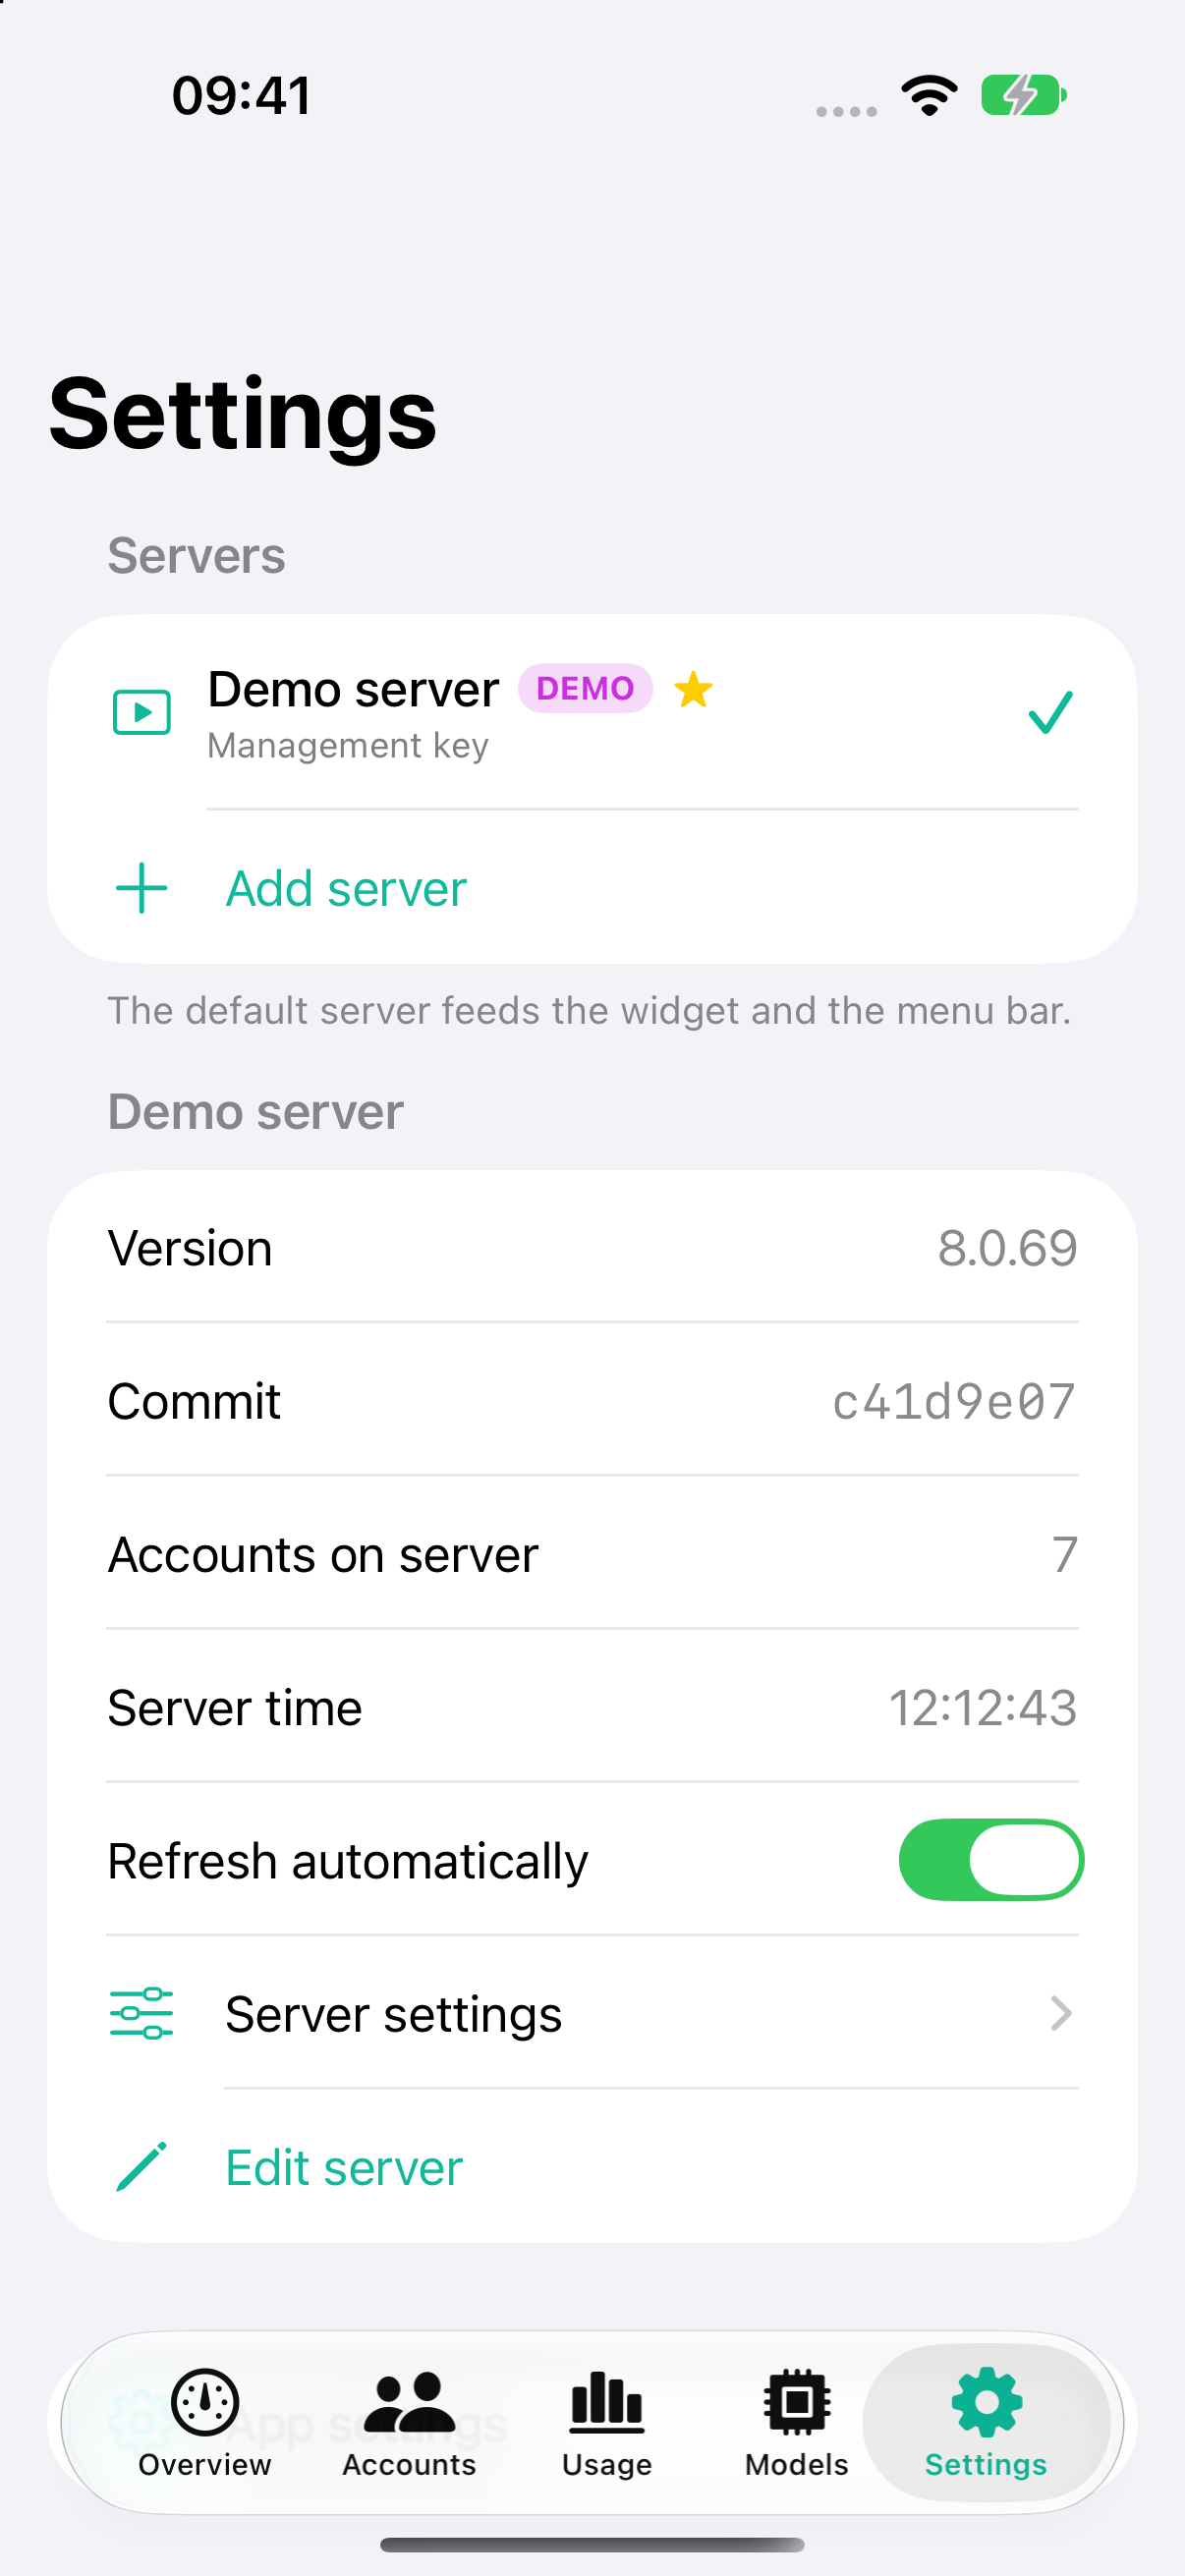 09:41
Settings
Servers
Demo server DEMO
Management key
Add server
The default server feeds the widget and the menu bar.
Demo server
Version 8.0.69
Commit c41d9e07
Accounts on server 7
Server time 12:12:43
Refresh automatically
Server settings
Edit server
App settings
Overview Accounts Usage Models Settings